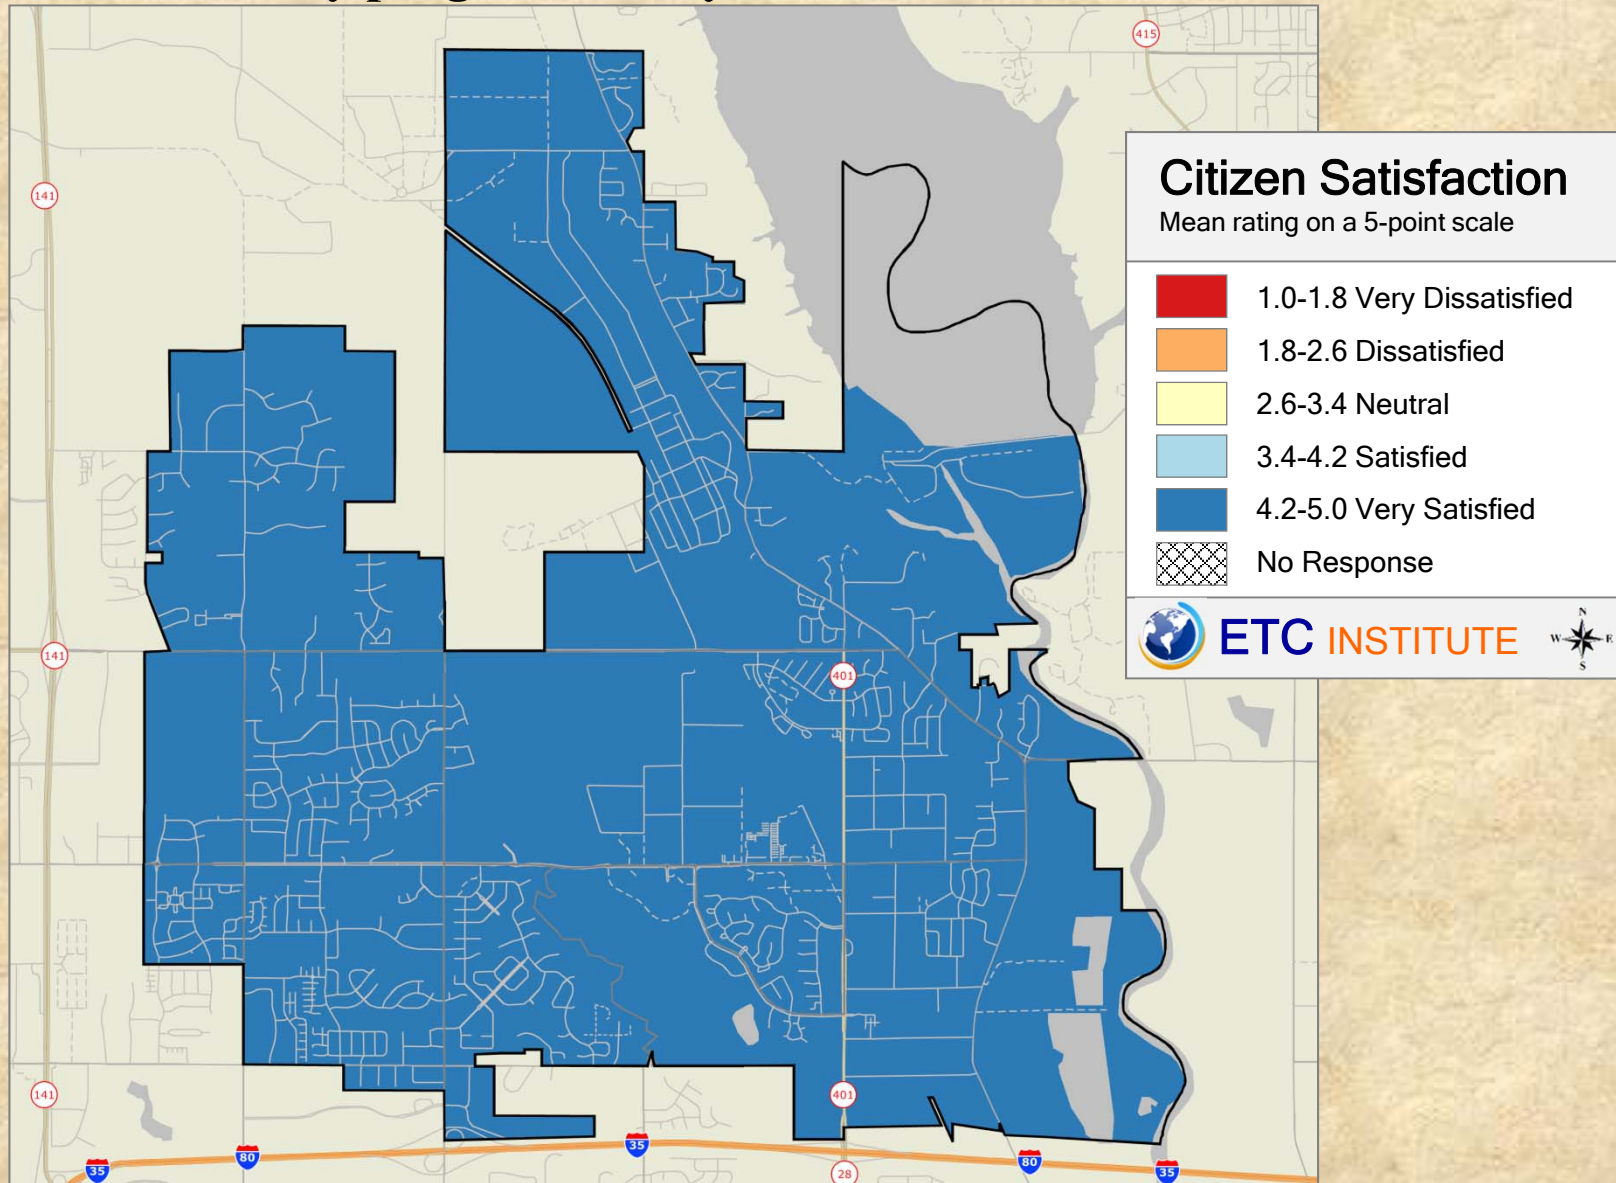 415
141
Citizen Satisfaction
Mean rating on a 5-point scale
1.0-1.8 Very Dissatisfied
1.8-2.6 Dissatisfied
2.6-3.4 Neutral
3.4-4.2 Satisfied
4.2-5.0 Very Satisfied
No Response
ETC INSTITUTE
N
W E
S
141
401
141
401
35
80
35
80
35
28